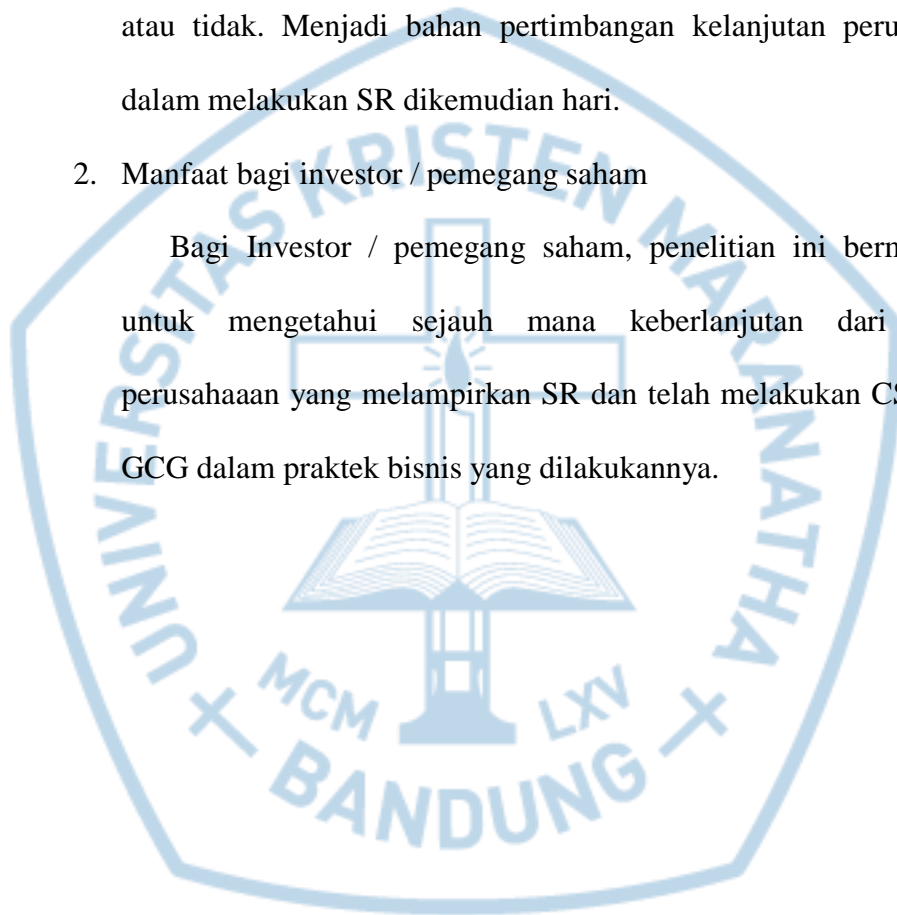 atau tidak. Menjadi bahan pertimbangan kelanjutan peru
dalam melakukan SR dikemudian hari.
2. Manfaat bagi investor / pemegang saham
Bagi Investor / pemegang saham, penelitian ini bern
untuk mengetahui sejauh mana keberlanjutan dari
perusahaaan yang melampirkan SR dan telah melakukan CS
GCG dalam praktek bisnis yang dilakukannya.
UNIVERSITAS KRISTEN MARANATHA
MCM LXV
BANDUNG